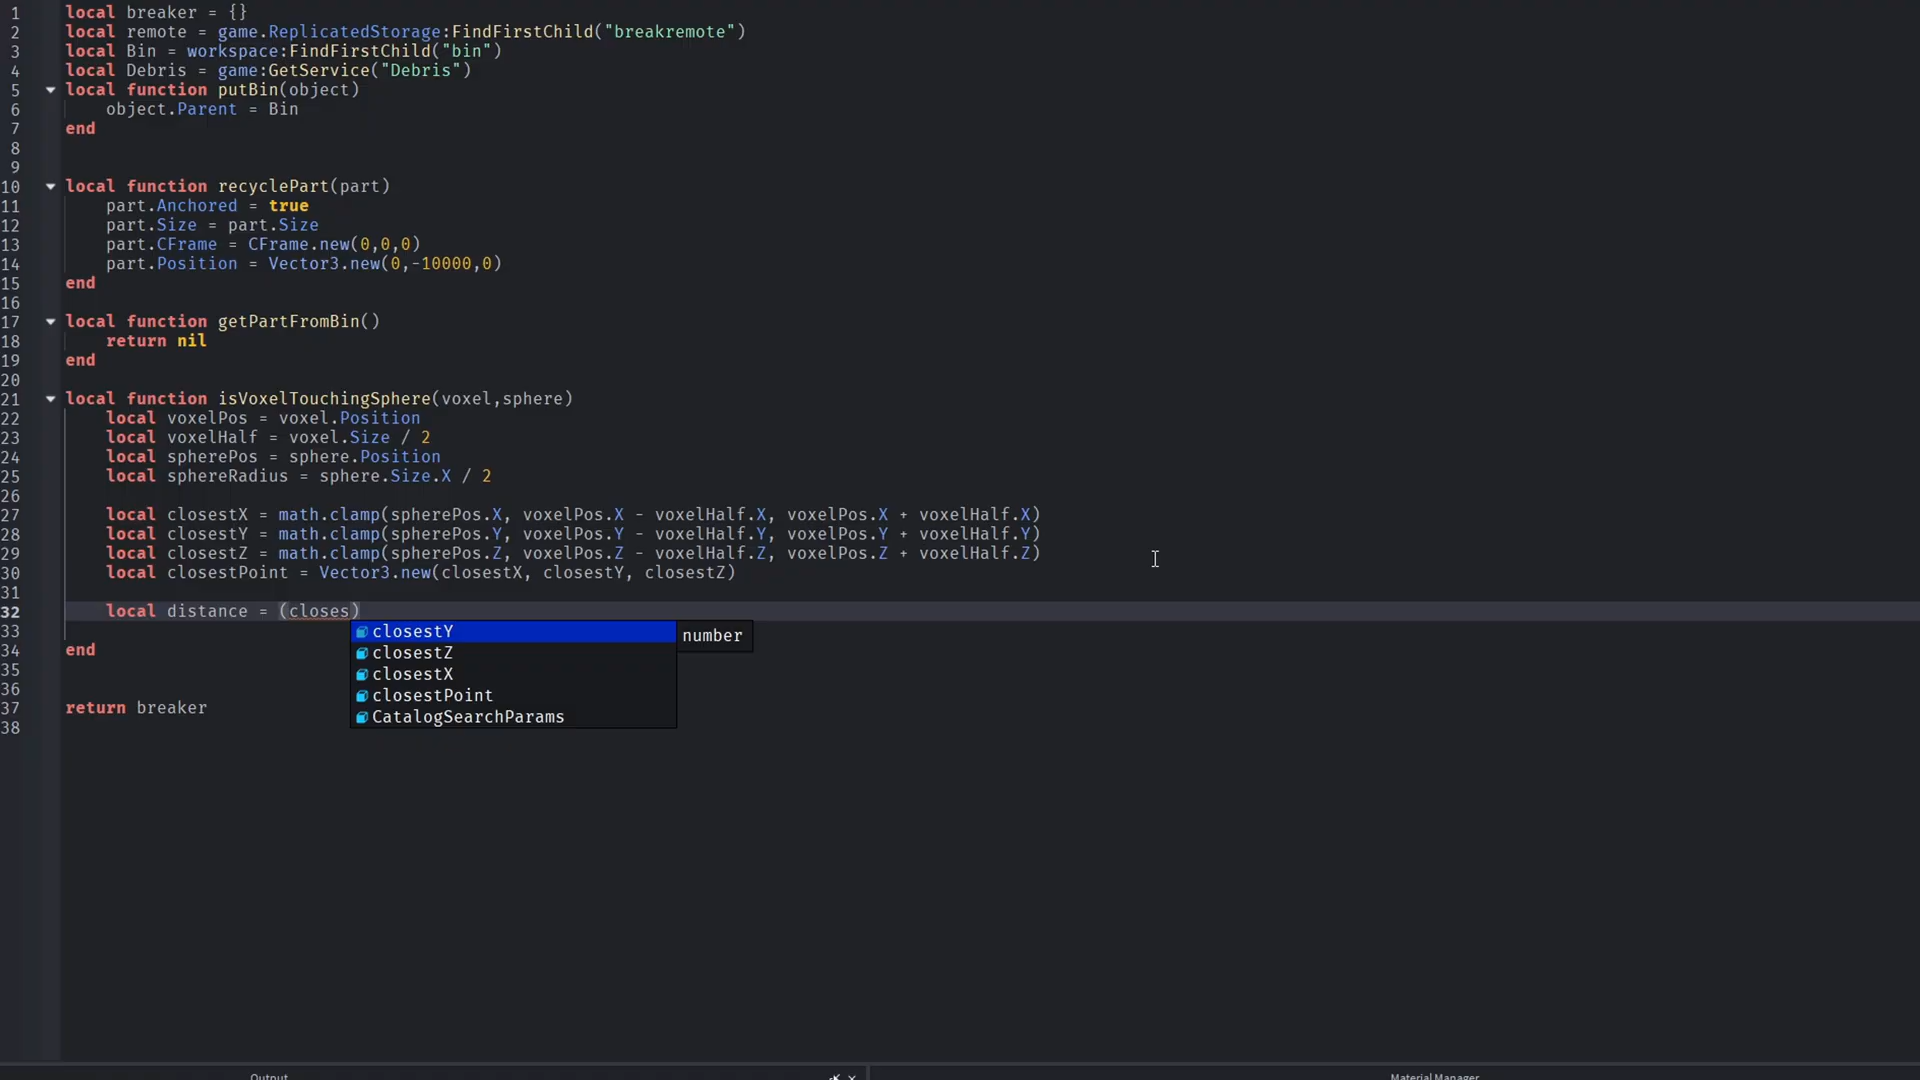 1 local breaker = {}
2 local remote = game.ReplicatedStorage:FindFirstChild("breakremote")
3 local Bin = workspace:FindFirstChild("bin")
4 local Debris = game:GetService("Debris")
5 local function putBin(object)
6 object.Parent = Bin
7 end
8
9
10 local function recyclePart(part)
11 part.Anchored = true
12 part.Size = part.Size
13 part.CFrame = CFrame.new(0,0,0)
14 part.Position = Vector3.new(0,-10000,0)
15 end
16
17 local function getPartFromBin()
18 return nil
19 end
20
21 local function isVoxelTouchingSphere(voxel,sphere)
22 local voxelPos = voxel.Position
23 local voxelHalf = voxel.Size / 2
24 local spherePos = sphere.Position
25 local sphereRadius = sphere.Size.X / 2
26
27 local closestX = math.clamp(spherePos.X, voxelPos.X - voxelHalf.X, voxelPos.X + voxelHalf.X)
28 local closestY = math.clamp(spherePos.Y, voxelPos.Y - voxelHalf.Y, voxelPos.Y + voxelHalf.Y)
29 local closestZ = math.clamp(spherePos.Z, voxelPos.Z - voxelHalf.Z, voxelPos.Z + voxelHalf.Z)
30 local closestPoint = Vector3.new(closestX, closestY, closestZ)
31
32 local distance = (closes)
33 closestY number
34 end closestZ
35 closestX
36 closestPoint
37 return breaker CatalogSearchParams
38
Output Material Manager